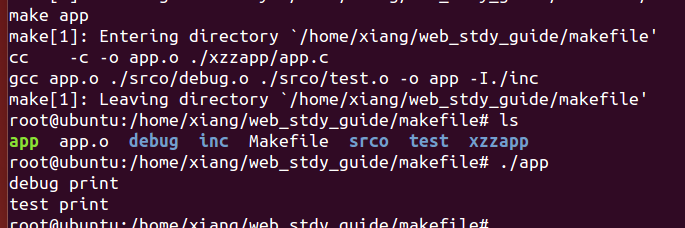 make app
make[1]: Entering directory `/home/xiang/web_stdy_guide/makefile'
cc    -c -o app.o ./xzzapp/app.c
gcc app.o ./srco/debug.o ./srco/test.o -o app -I./inc
make[1]: Leaving directory `/home/xiang/web_stdy_guide/makefile'
root@ubuntu:/home/xiang/web_stdy_guide/makefile# ls
app  app.o  debug  inc  Makefile  srco  test  xzzapp
root@ubuntu:/home/xiang/web_stdy_guide/makefile# ./app
debug print
test print
root@ubuntu:/home/xiang/web_stdy_guide/makefile#